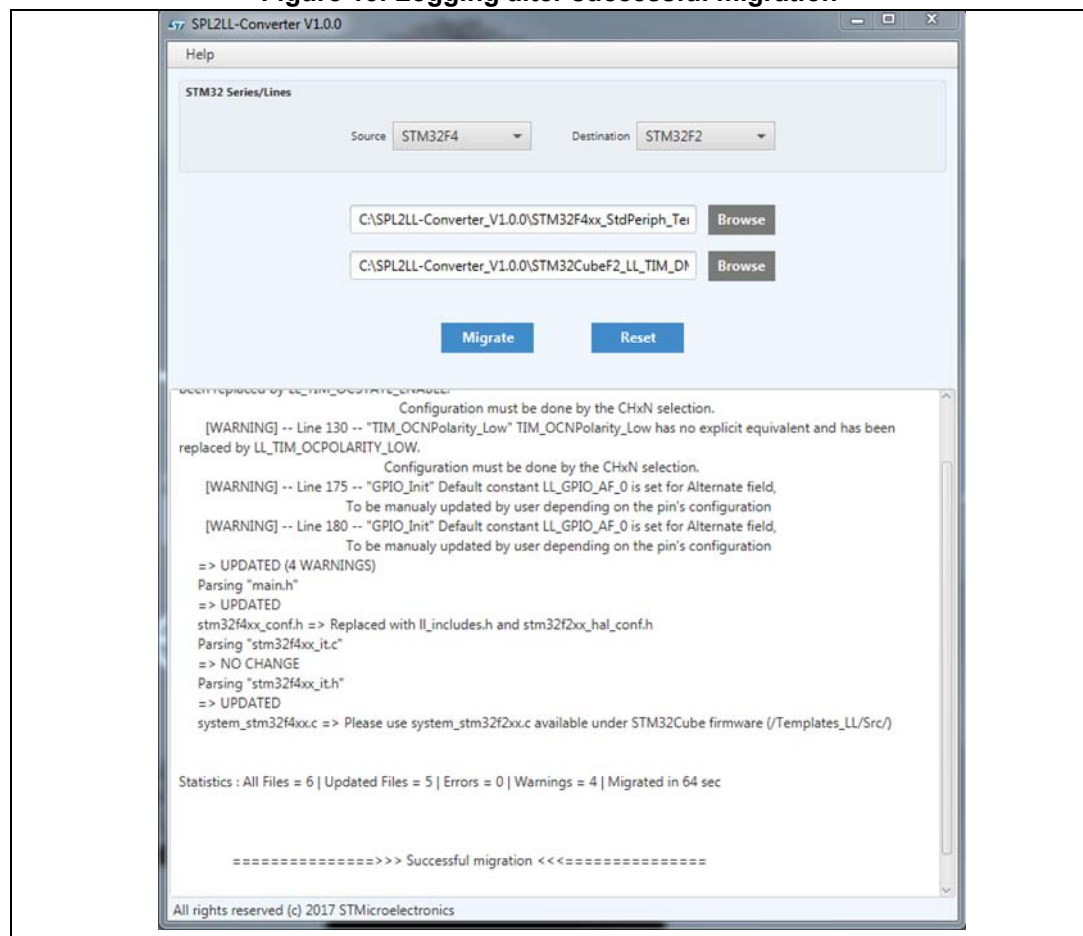 Figure 10. Logging after successful migration
SPL2LL-Converter V1.0.0
Help
STM32 Series/Lines
Source STM32F4 Destination STM32F2
C:\SPL2LL-Converter_V1.0.0\STM32F4xx_StdPeriph_Te Browse
C:\SPL2LL-Converter_V1.0.0\STM32CubeF2_LL_TIM_D Browse
Migrate Reset
been replaced by LL_TIM_OCSTATE_ENABLE.
Configuration must be done by the CHxN selection.
[WARNING] -- Line 130 -- "TIM_OCNPolarity_Low" TIM_OCNPolarity_Low has no explicit equivalent and has been
replaced by LL_TIM_OCPOLARITY_LOW.
Configuration must be done by the CHxN selection.
[WARNING] -- Line 175 -- "GPIO_Init" Default constant LL_GPIO_AF_0 is set for Alternate field,
To be manualy updated by user depending on the pin's configuration
[WARNING] -- Line 180 -- "GPIO_Init" Default constant LL_GPIO_AF_0 is set for Alternate field,
To be manualy updated by user depending on the pin's configuration
=> UPDATED (4 WARNINGS)
Parsing "main.h"
=> UPDATED
stm32f4xx_conf.h => Replaced with ll_includes.h and stm32f2xx_hal_conf.h
Parsing "stm32f4xx_it.c"
=> NO CHANGE
Parsing "stm32f4xx_it.h"
=> UPDATED
system_stm32f4xx.c => Please use system_stm32f2xx.c available under STM32Cube firmware (/Templates_LL/Src/)
Statistics : All Files = 6 | Updated Files = 5 | Errors = 0 | Warnings = 4 | Migrated in 64 sec
===============>>> Successful migration <<<===============
All rights reserved (c) 2017 STMicroelectronics